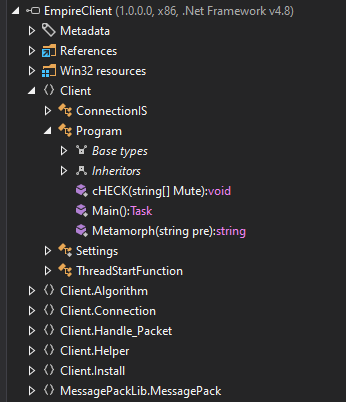 EmpireClient (1.0.0.0, x86, .Net Framework v4.8)
Metadata
References
Win32 resources
Client
ConnectionIS
Program
Base types
Inheritors
cHECK(string[] Mute):void
Main():Task
Metamorph(string pre):string
Settings
ThreadStartFunction
Client.Algorithm
Client.Connection
Client.Handle_Packet
Client.Helper
Client.Install
MessagePackLib.MessagePack